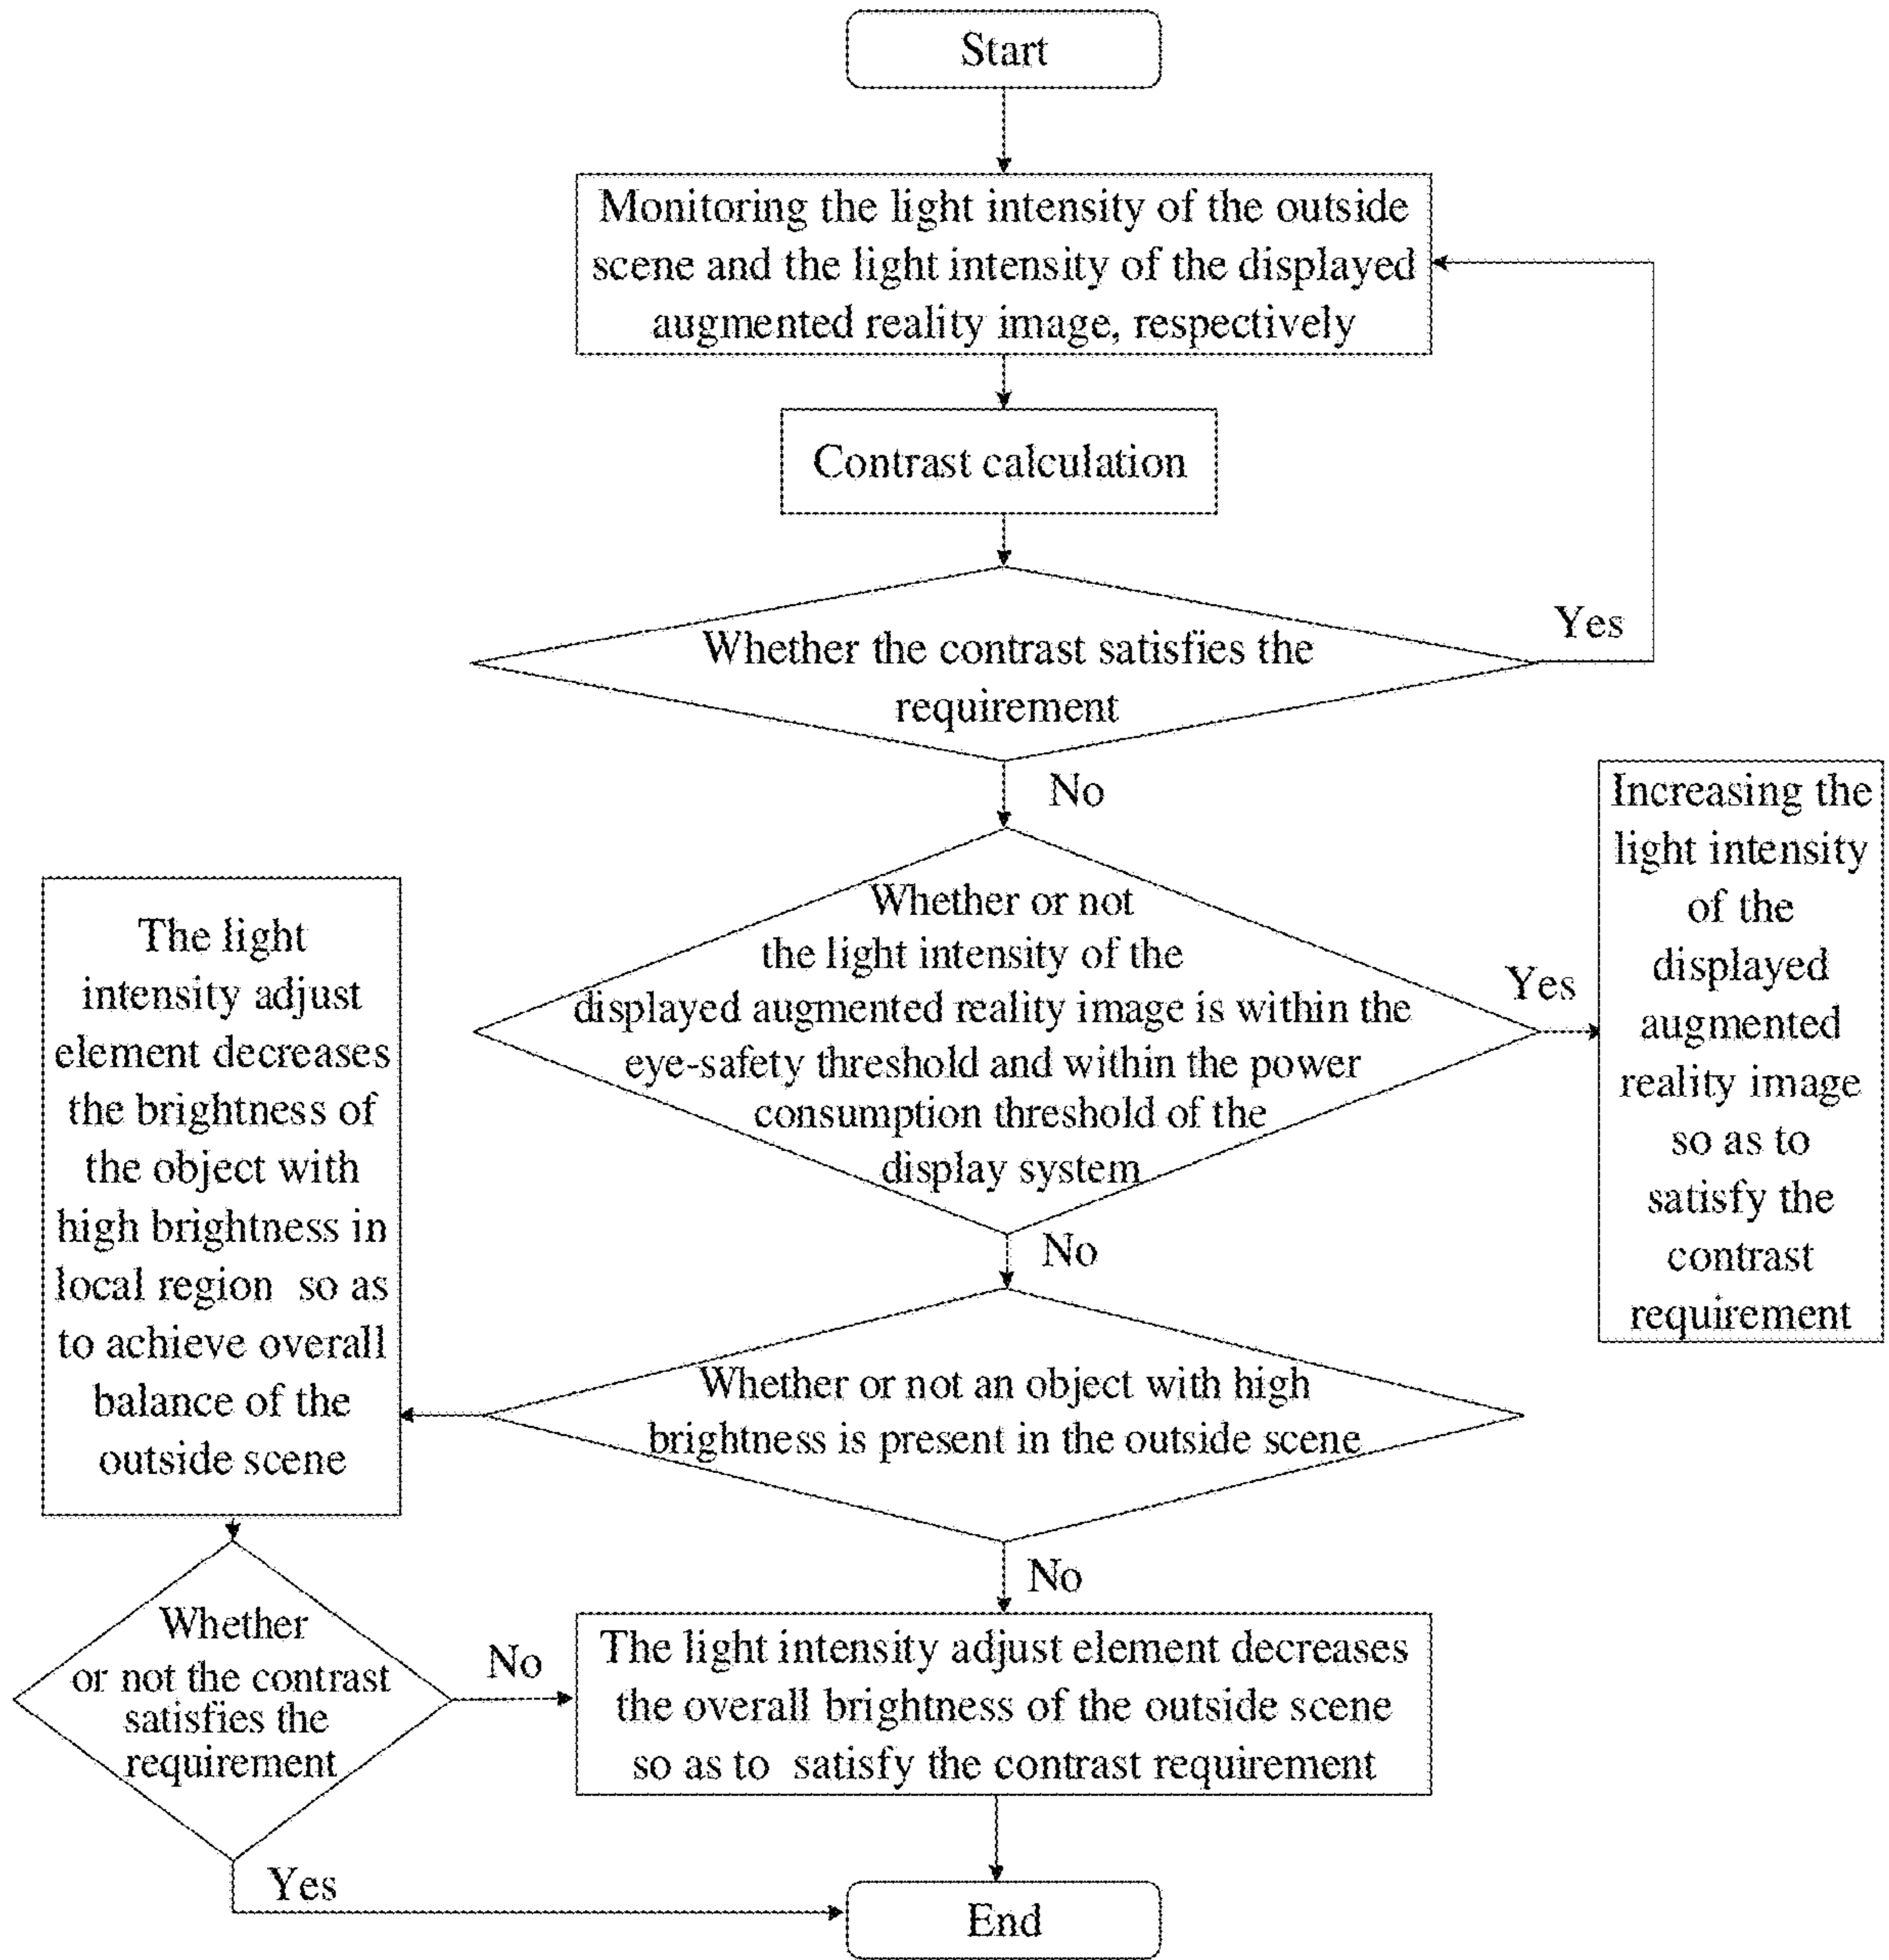 Start
Monitoring the light intensity of the outside
scene and the light intensity of the displayed
augmented reality image, respectively
Contrast calculation
Whether the contrast satisfies the
requirement
Yes
No
Whether or not
the light intensity of the
displayed augmented reality image is within the
eye-safety threshold and within the power
consumption threshold of the
display system
Yes
Increasing the
light intensity
of the
displayed
augmented
reality image
so as to
satisfy the
contrast
requirement
No
Whether or not an object with high
brightness is present in the outside scene
The light
intensity adjust
element decreases
the brightness of
the object with
high brightness in
local region so as
to achieve overall
balance of the
outside scene
No
Whether
or not the contrast
satisfies the
requirement
No
The light intensity adjust element decreases
the overall brightness of the outside scene
so as to satisfy the contrast requirement
Yes
End